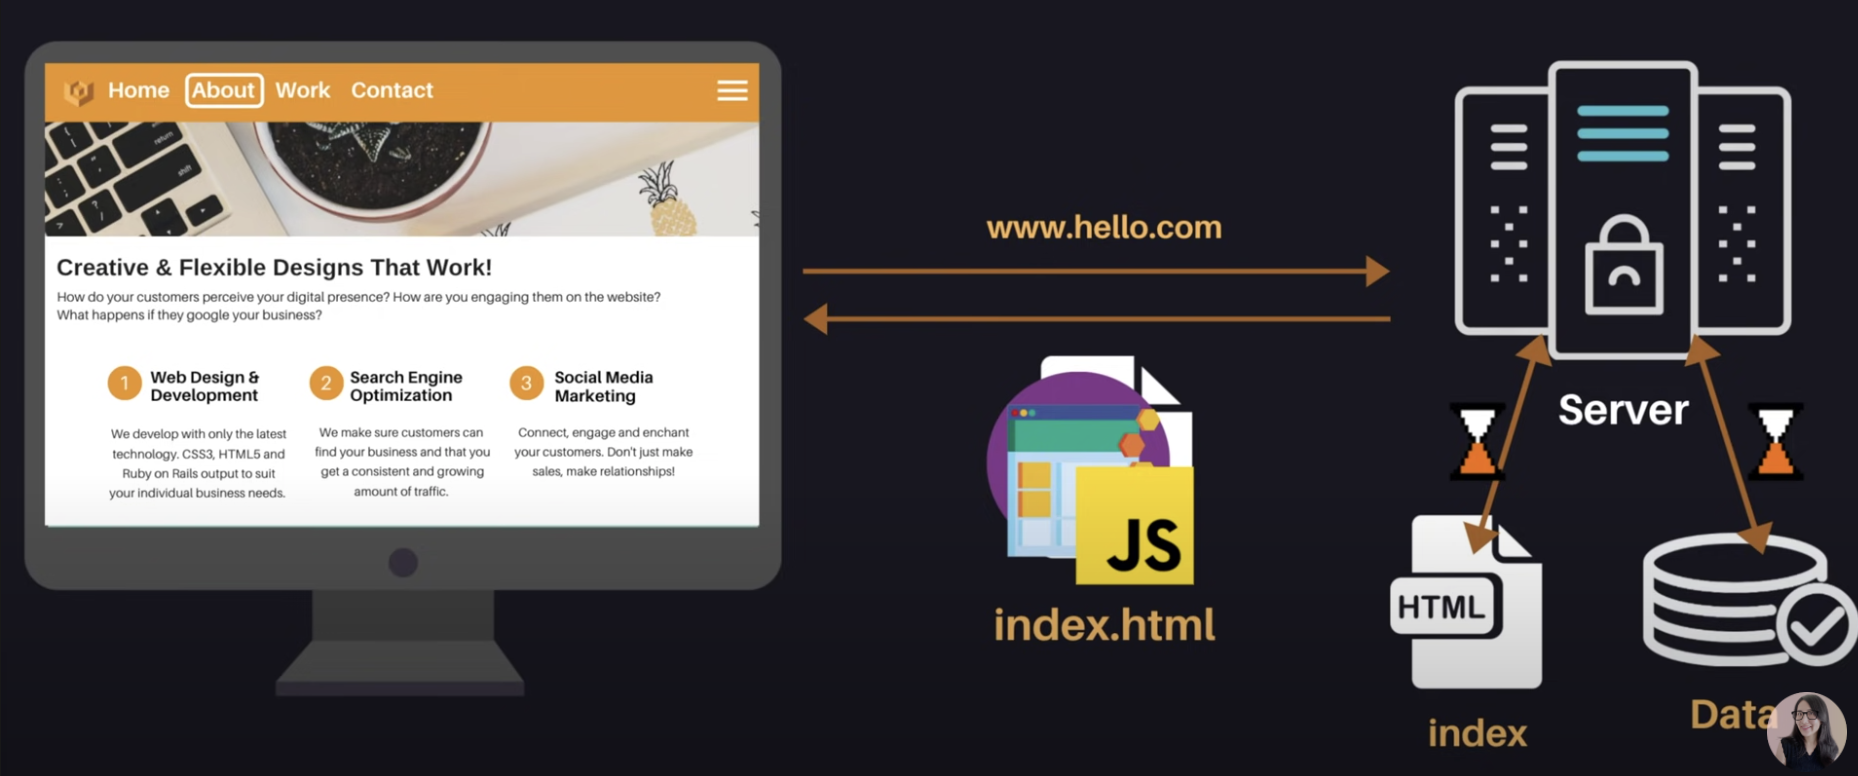 Home About Work Contact
return
shift
Creative & Flexible Designs That Work!
How do your customers perceive your digital presence? How are you engaging them on the website?
What happens if they google your business?
1 Web Design &
Development
We develop with only the latest
technology. CSS3, HTML5 and
Ruby on Rails output to suit
your individual business needs.
2 Search Engine
Optimization
We make sure customers can
find your business and that you
get a consistent and growing
amount of traffic.
3 Social Media
Marketing
Connect, engage and enchant
your customers. Don't just make
sales, make relationships!
www.hello.com
JS
index.html
Server
HTML
index
Data